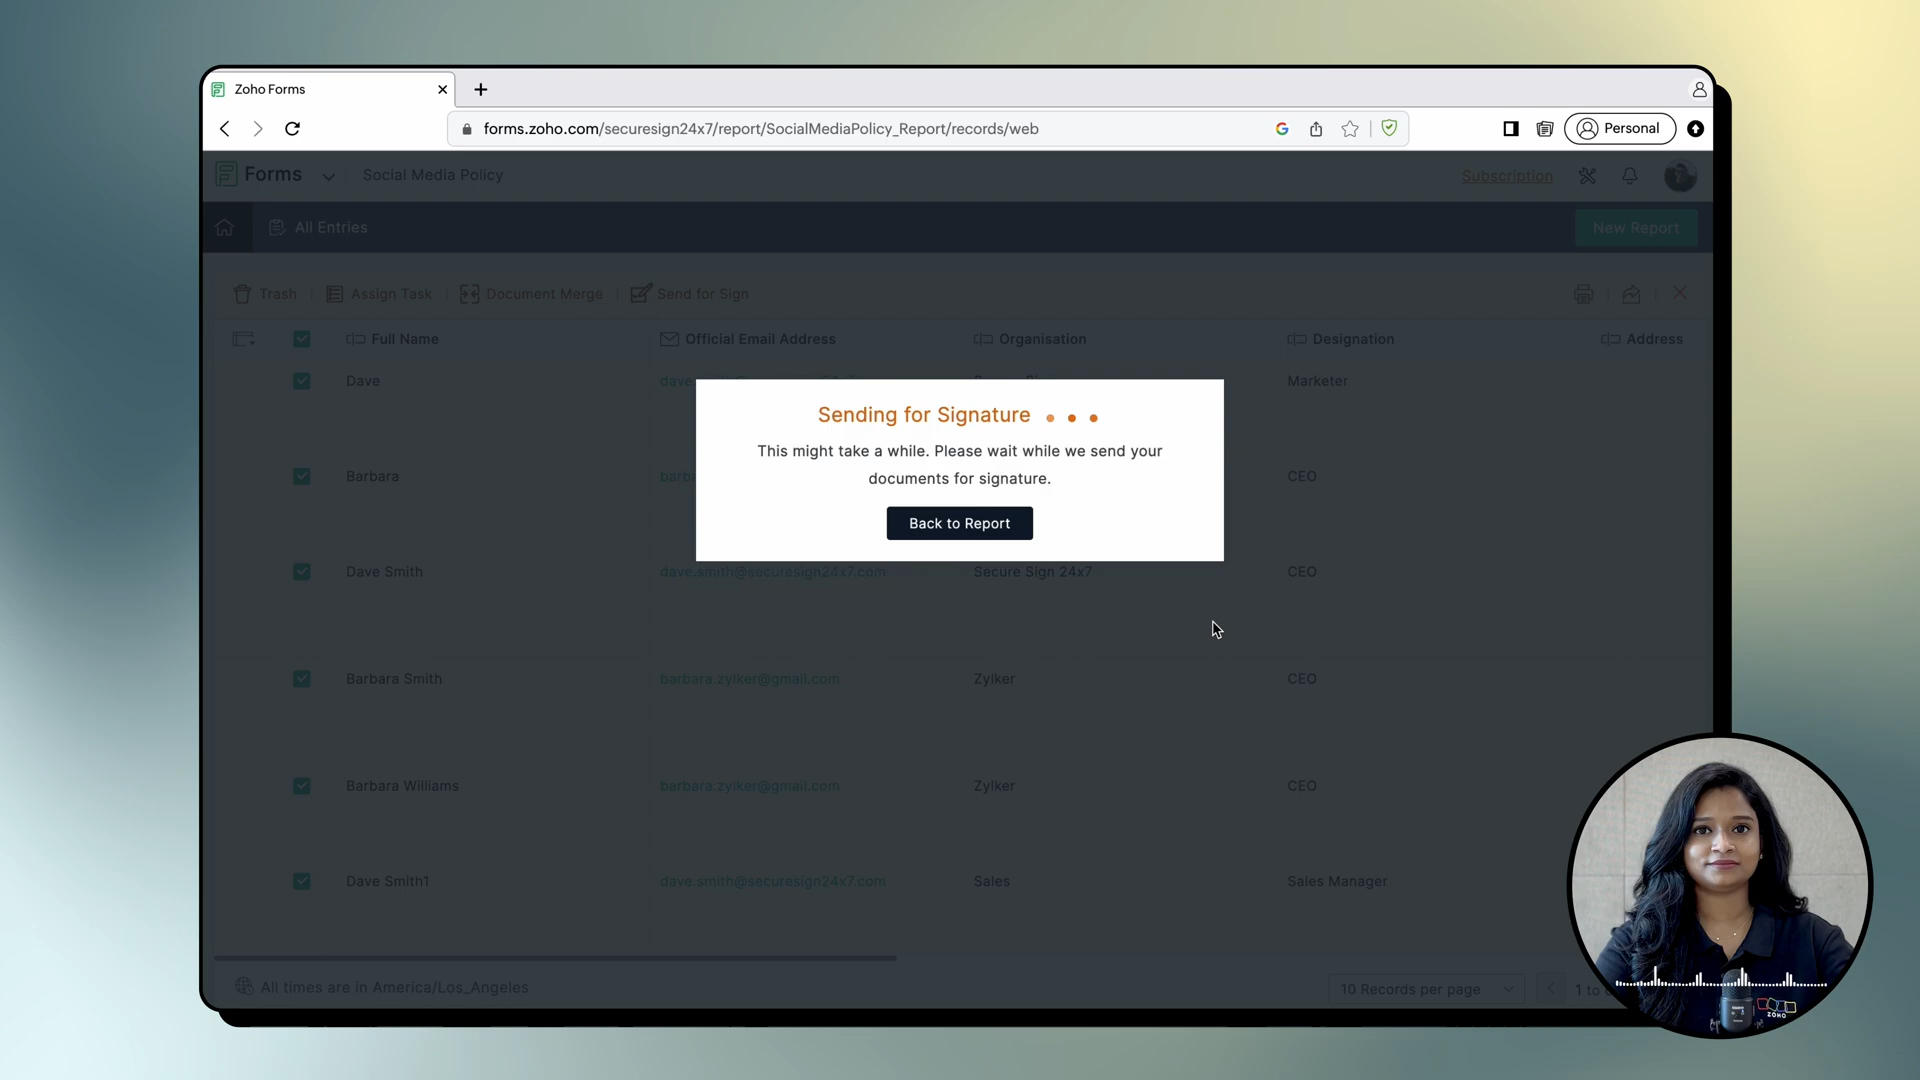 Zoho Forms
forms.zoho.com/securesign24x7/report/SocialMediaPolicy_Report/records/web
Personal
Forms
Social Media Policy
Subscription
All Entries
New Report
Trash
Assign Task
Document Merge
Send for Sign
Full Name
Official Email Address
Organisation
Designation
Address
Dave
dave
Marketer
Sending for Signature
This might take a while. Please wait while we send your
documents for signature.
Back to Report
Barbara
CEO
Dave Smith
dave.smith@securesign24x7.com
Secure Sign 24x7
CEO
Barbara Smith
barbara.zylker@gmail.com
Zylker
CEO
Barbara Williams
barbara.zylker@gmail.com
Zylker
CEO
Dave Smith1
dave.smith@securesign24x7.com
Sales
Sales Manager
All times are in America/Los_Angeles
10 Records per page
1 to
ZOHO